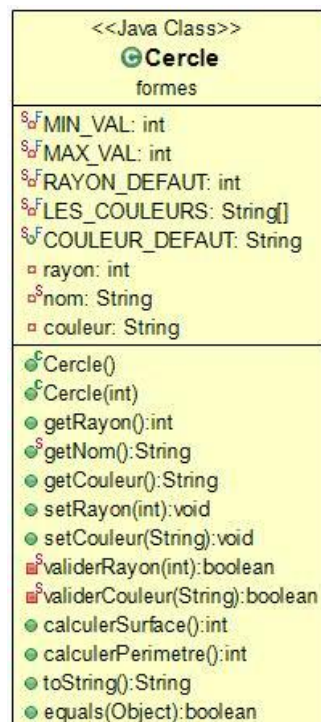 <<Java Class>>
Cercle
formes
MIN_VAL: int
MAX_VAL: int
RAYON_DEFAUT: int
LES_COULEURS: String[]
COULEUR_DEFAUT: String
rayon: int
nom: String
couleur: String
Cercle()
Cercle(int)
getRayon():int
getNom():String
getCouleur():String
setRayon(int):void
setCouleur(String):void
validerRayon(int):boolean
validerCouleur(String):boolean
calculerSurface():int
calculerPerimetre():int
toString():String
equals(Object):boolean